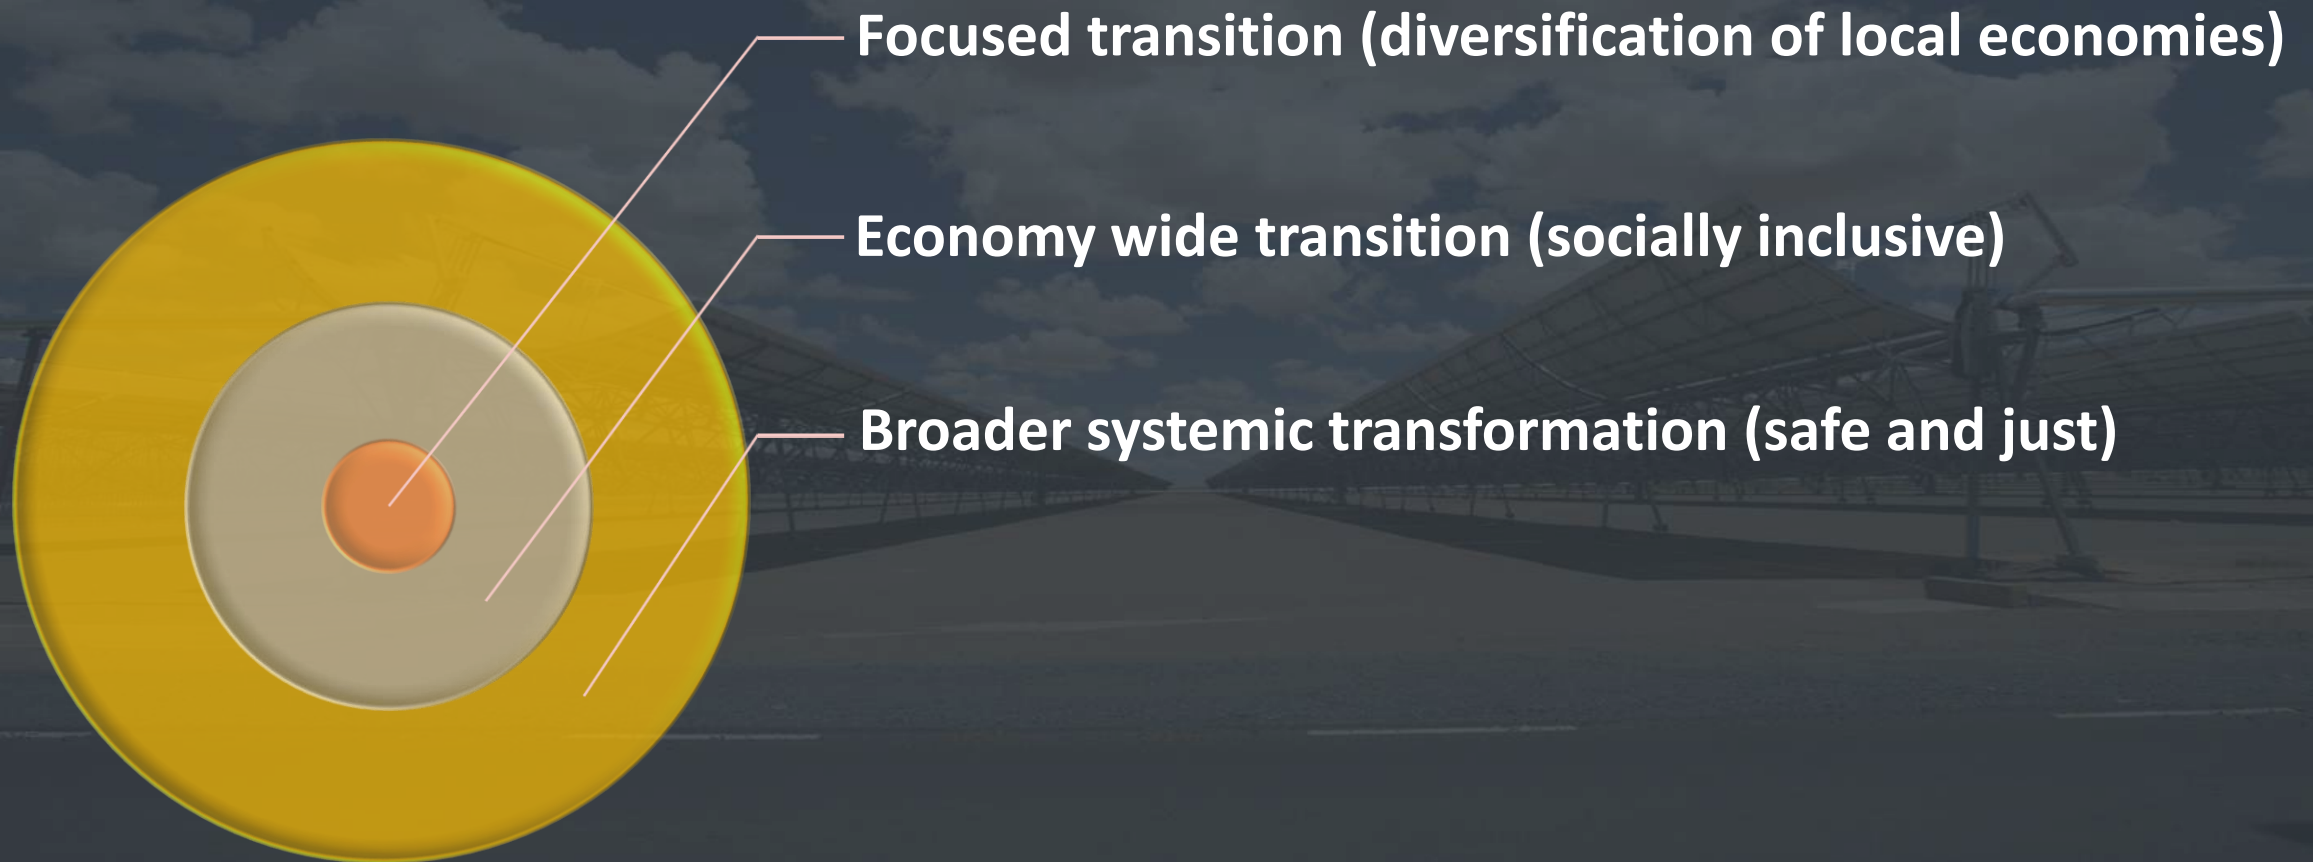 Focused transition (diversification of local economies)
Economy wide transition (socially inclusive)
Broader systemic transformation (safe and just)